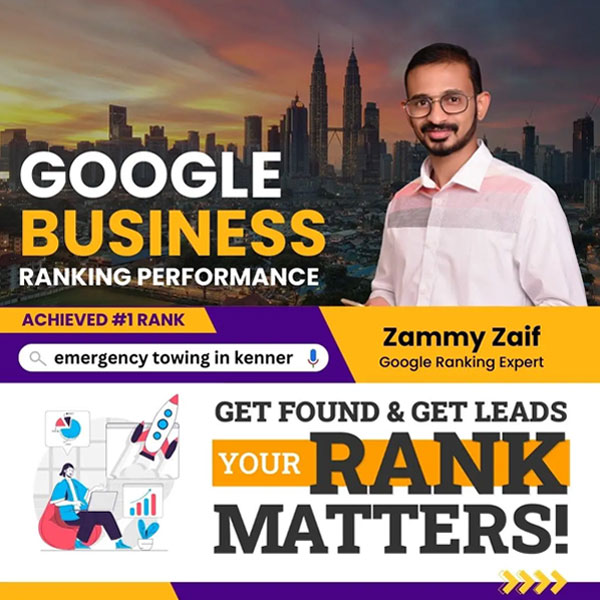 GOOGLE
BUSINESS
RANKING PERFORMANCE
ACHIEVED #1 RANK
emergency towing in kenner
Zammy Zaif
Google Ranking Expert
GET FOUND & GET LEADS
YOUR RANK
MATTERS!